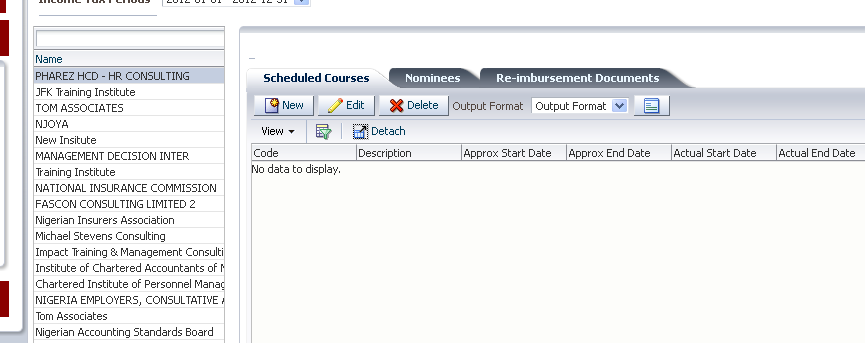 Income Tax Periods 2012-01-01 - 2012-12-31
Name
PHAREZ HCD - HR CONSULTING
JFK Training Institute
TOM ASSOCIATES
NJOYA
New Insitute
MANAGEMENT DECISION INTER
Training Institute
NATIONAL INSURANCE COMMISSION
FASCON CONSULTING LIMITED 2
Nigerian Insurers Association
Michael Stevens Consulting
Impact Training & Management Consulti
Institute of Chartered Accountants of
Chartered Institute of Personnel Manag
NIGERIA EMPLOYERS, CONSULTATIVE
Tom Associates
Nigerian Accounting Standards Board
Scheduled Courses Nominees Re-imbursement Documents
New Edit Delete Output Format Output Format
View Detach
Code Description Approx Start Date Approx End Date Actual Start Date Actual End Date
No data to display.